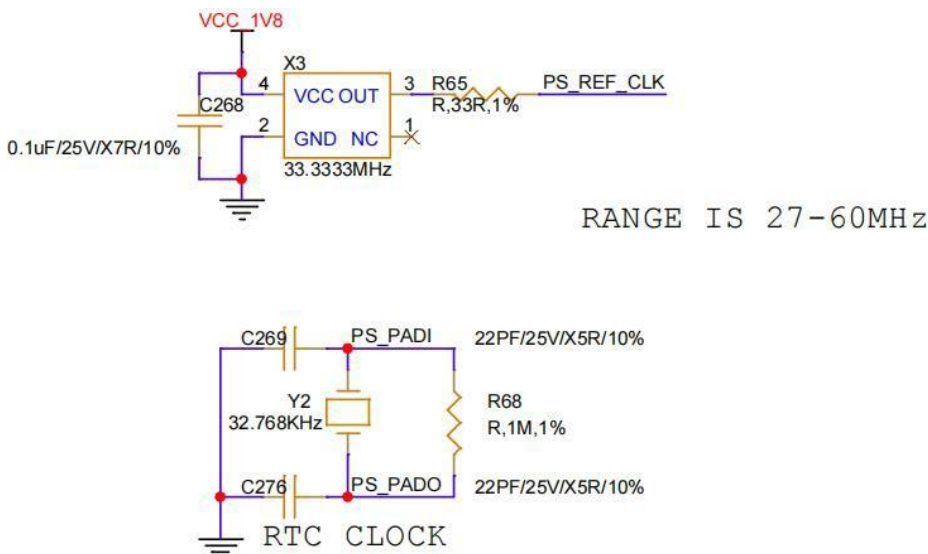 VCC_1V8
X3
4
VCC OUT
3
R65
PS_REF_CLK
C268
R,33R,1%
2
GND NC
1
0.1uF/25V/X7R/10%
33.3333MHz
RANGE IS 27-60MHz
C269
PS_PADI
22PF/25V/X5R/10%
Y2
32.768KHz
R68
R,1M,1%
C276
PS_PADO
22PF/25V/X5R/10%
RTC CLOCK